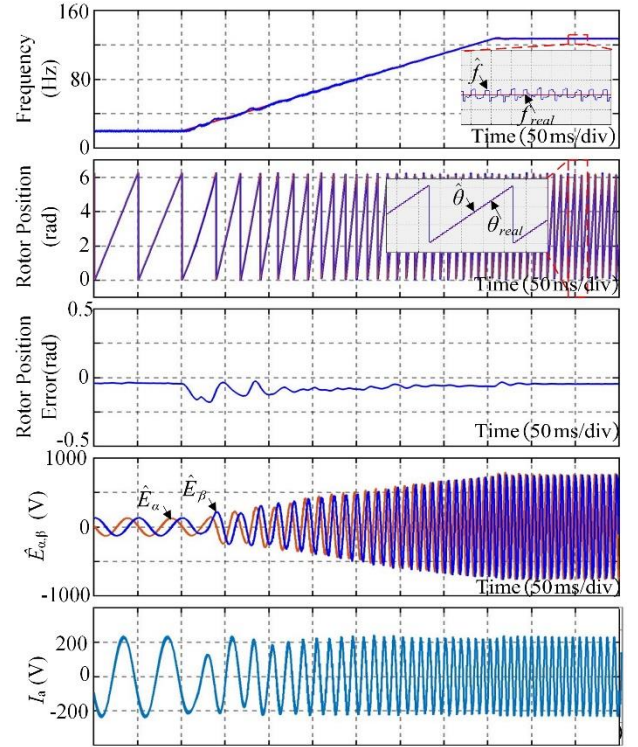 160
120
80
40
0
Frequency
(Hz)
f̂
f_real
Time (50 ms/div)
6
4
2
0
Rotor Position
(rad)
θ̂
θ_real
Time (50 ms/div)
0.5
0
-0.5
Rotor Position
Error(rad)
Time (50 ms/div)
1000
0
-1000
Ê_α,β (V)
Ê_α
Ê_β
Time (50 ms/div)
200
0
-200
I_a (V)